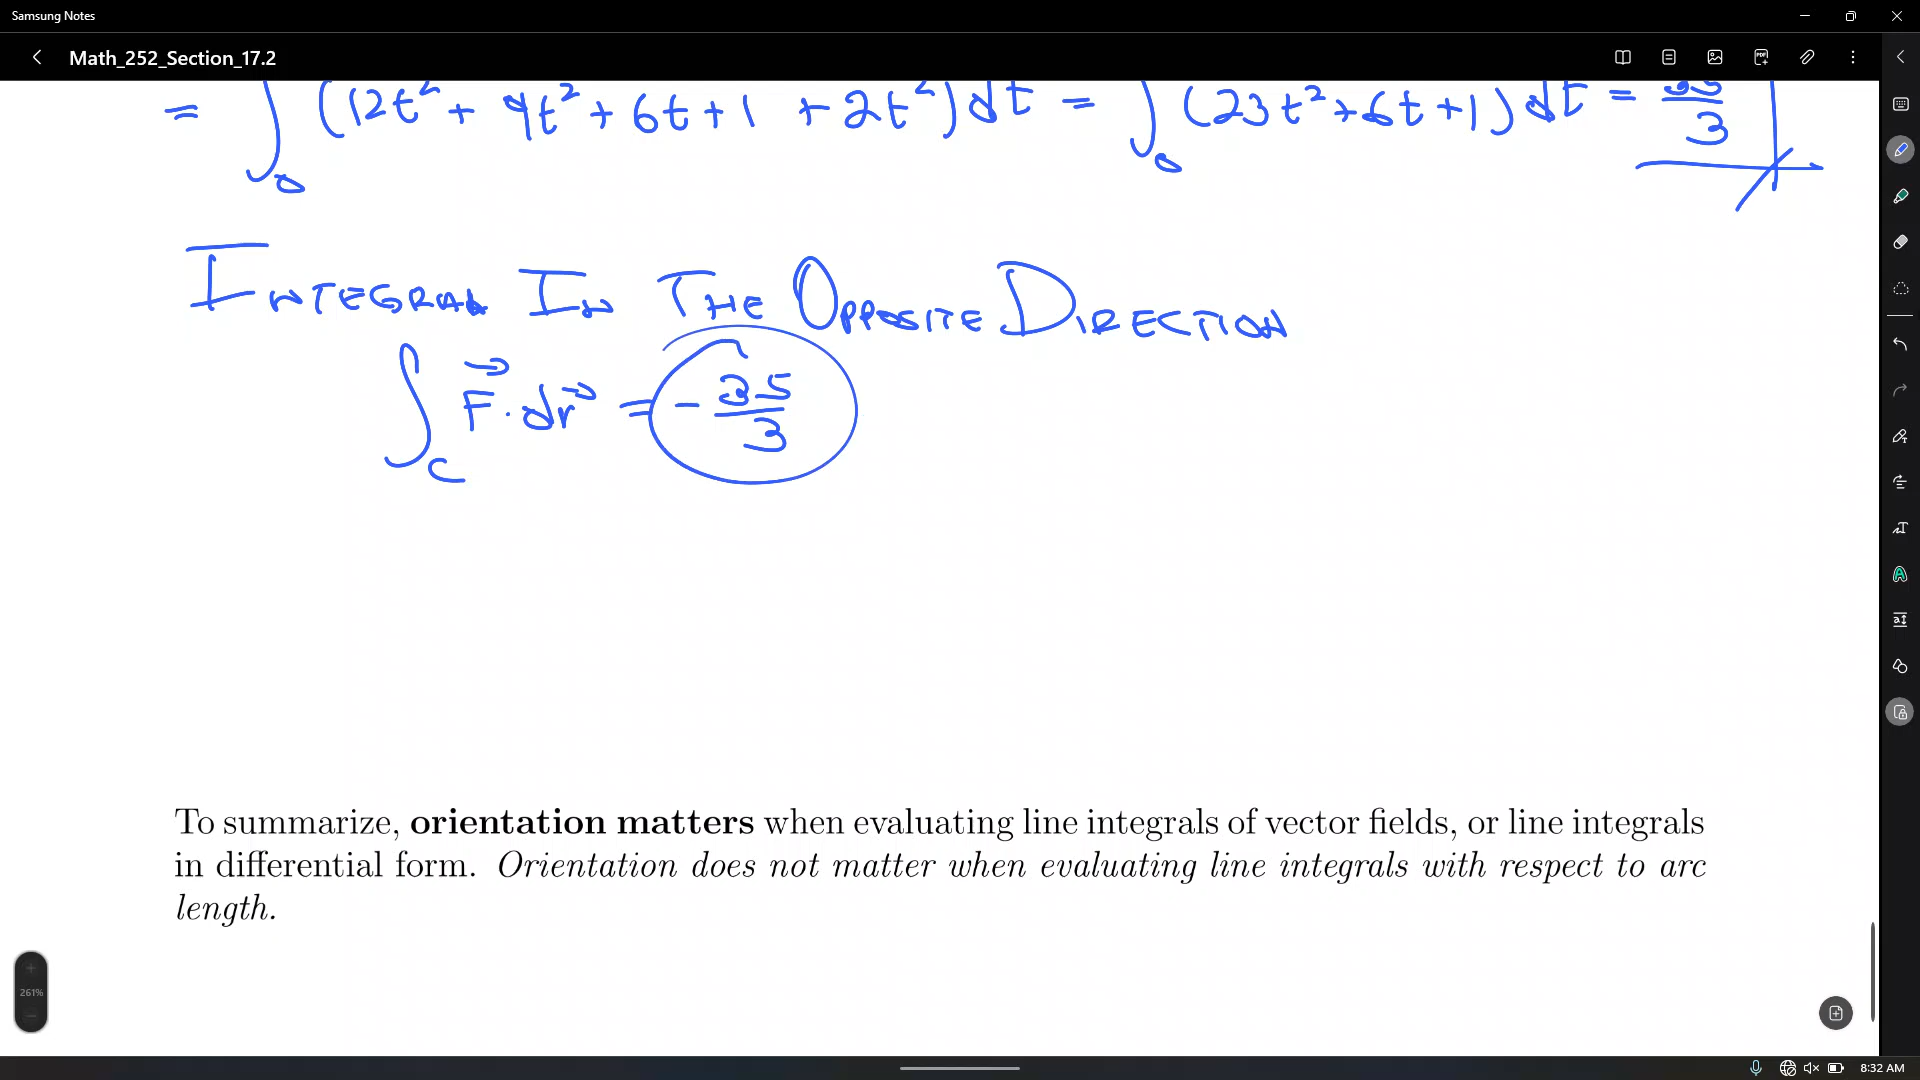 Samsung Notes
Math_252_Section_17.2
= ∫₀ (12t² + 9t² + 6t + 1 + 2t²)dt = ∫₀ (23t² + 6t + 1)dt = 35/3
INTEGRAL IN THE OPPOSITE DIRECTION
∫_C F⃗ · dr⃗ = - 35/3
To summarize, orientation matters when evaluating line integrals of vector fields, or line integrals
in differential form. Orientation does not matter when evaluating line integrals with respect to arc
length.
261%
8:32 AM